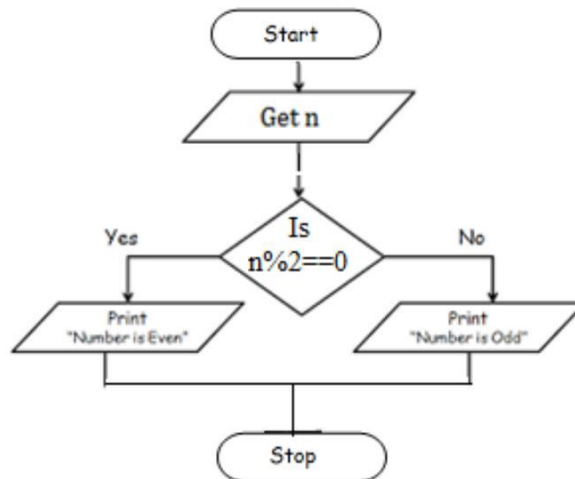 Start
Get n
Is
n%2==0
Yes
No
Print
"Number is Even"
Print
"Number is Odd"
Stop